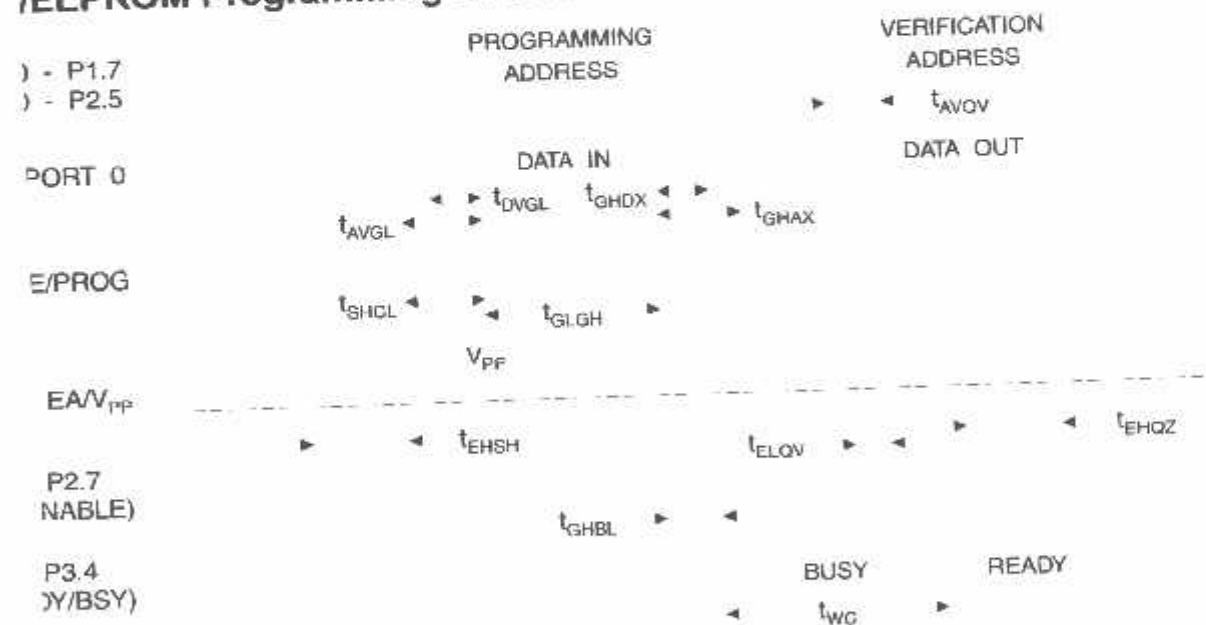 /EEPROM Programming
PROGRAMMING
ADDRESS
VERIFICATION
ADDRESS
) - P1.7
) - P2.5
tAVQV
PORT 0
DATA IN
DATA OUT
tDVGL
tGHDX
tAVGL
tGHAX
E/PROG
tSHGL
tGLGH
VPP
EA/VPP
tEHSH
tELQV
tEHQZ
P2.7
NABLE)
tGHBL
P3.4
DY/BSY)
BUSY
READY
tWC